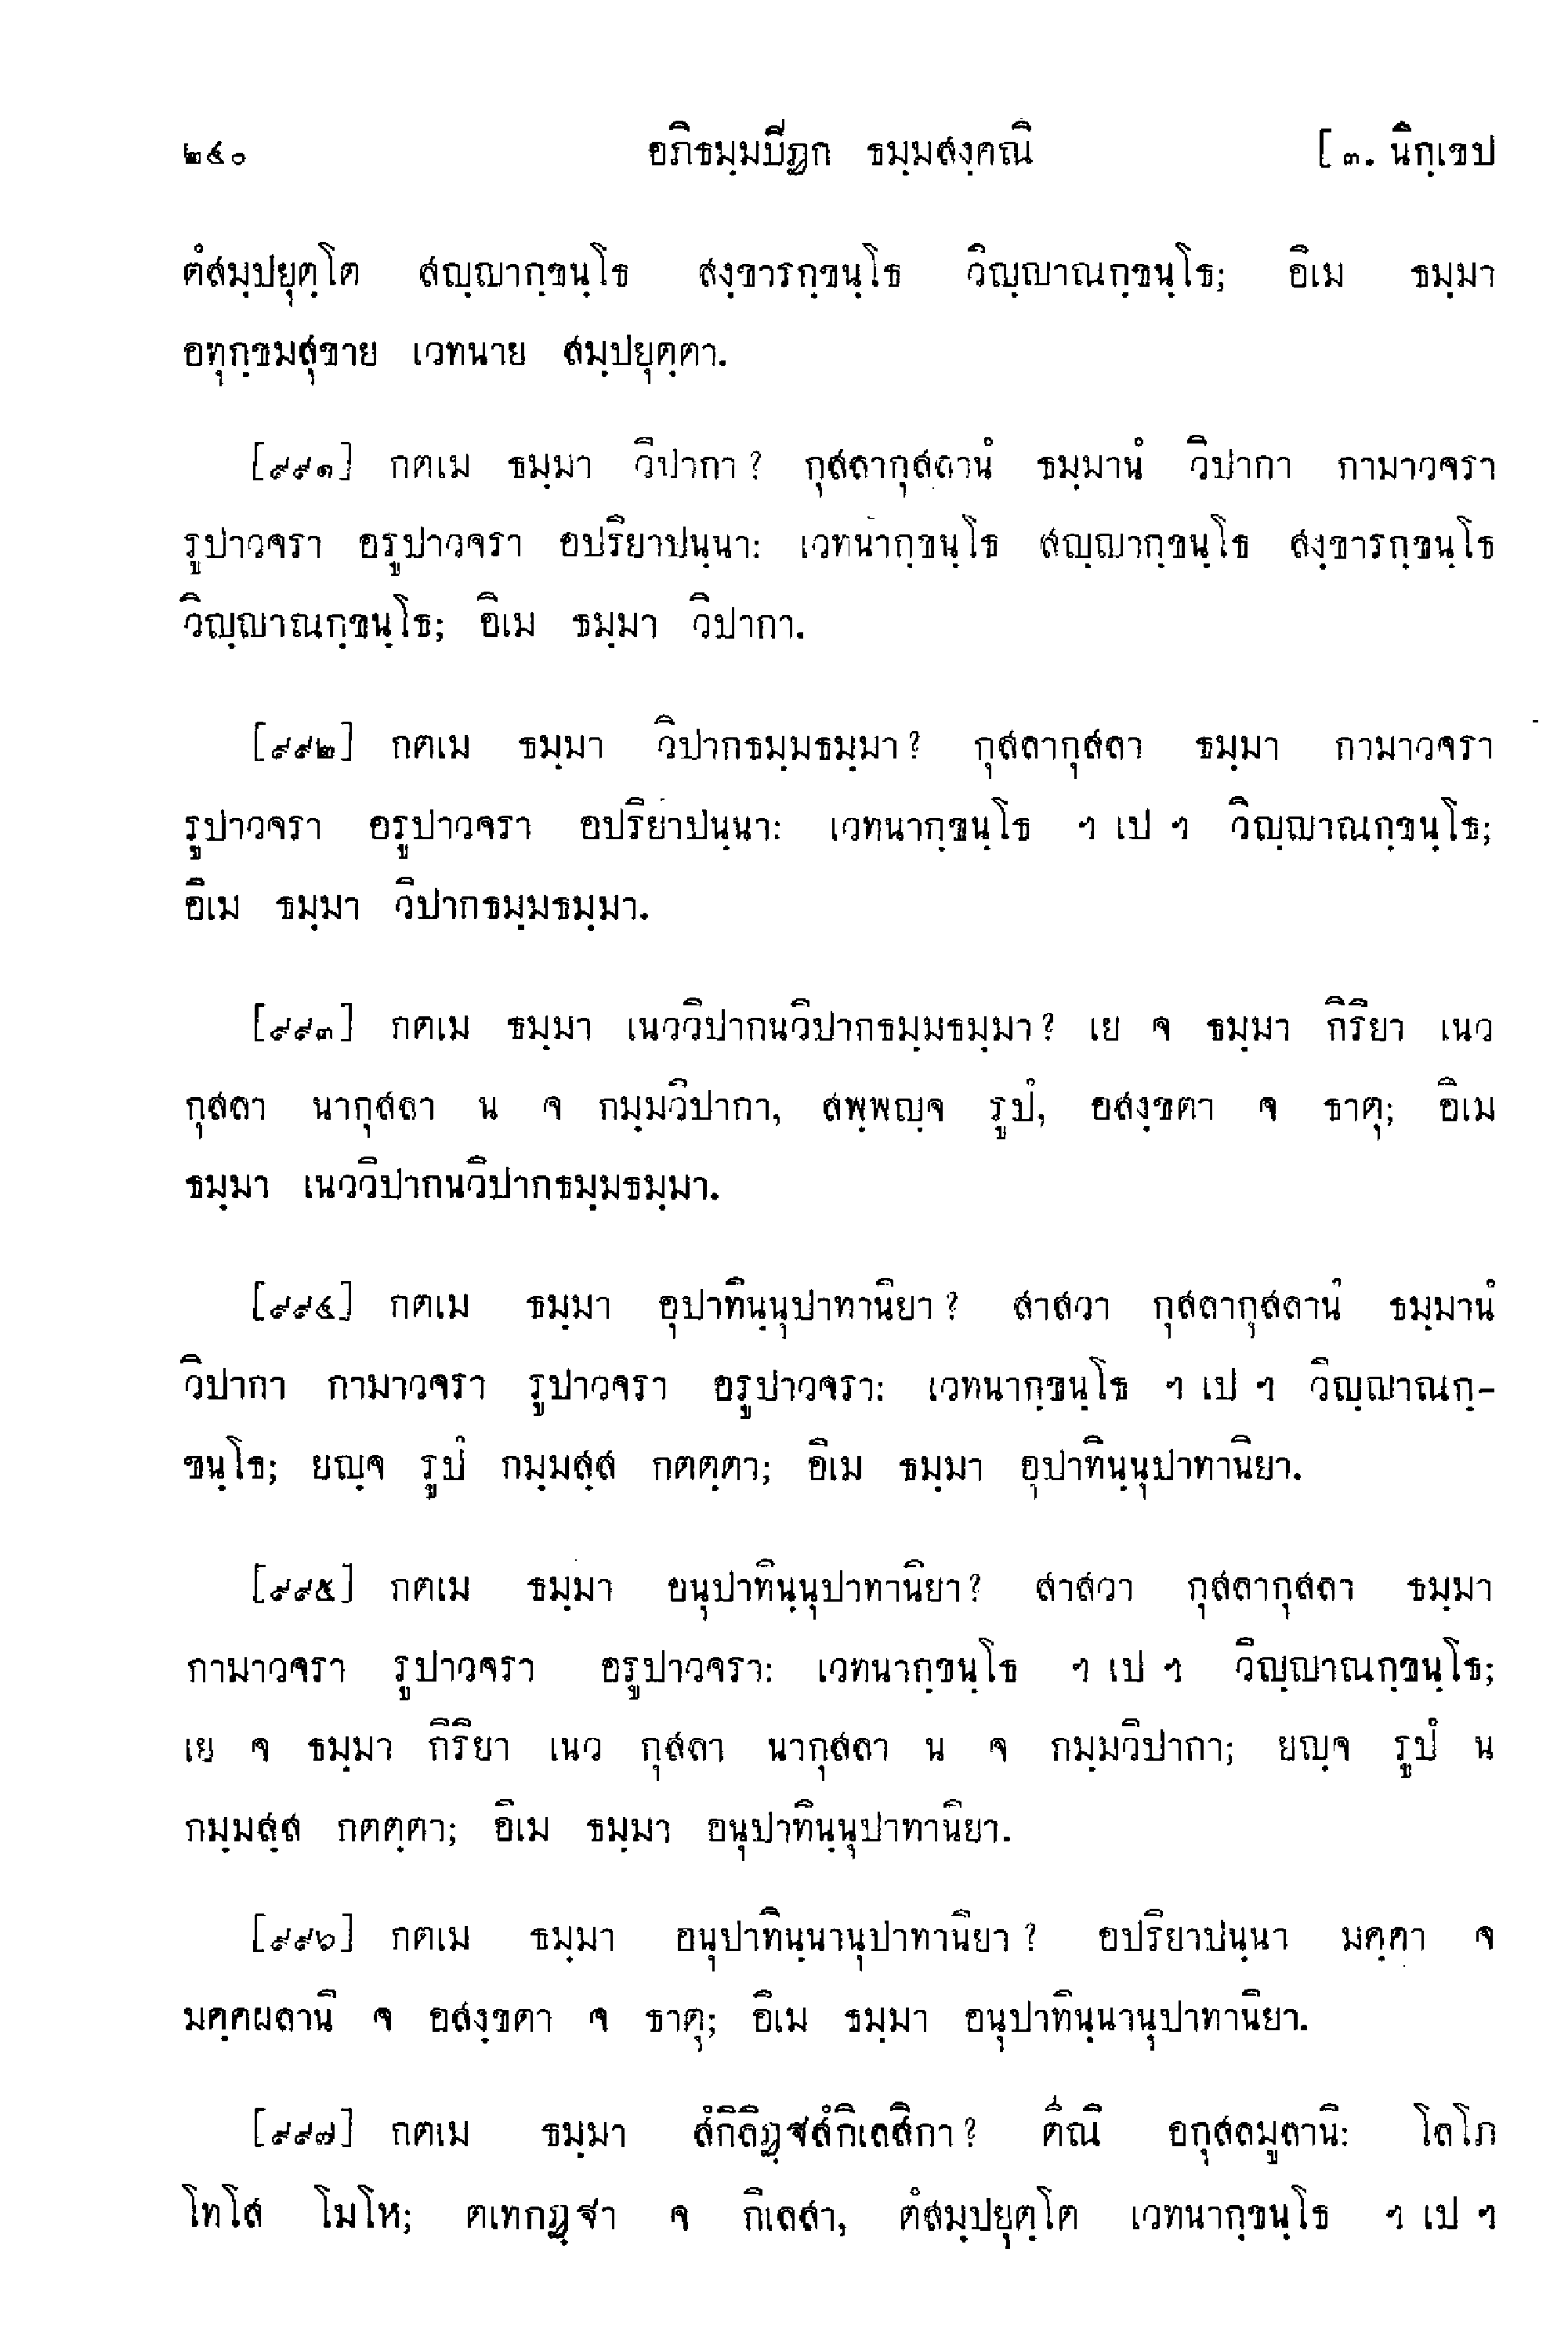 ๒๔๐ อภิธมฺมปิฏก ธมฺมสงฺคณิ [ ๓. นิกฺเขป
ตํสมฺปยุตฺโต สญฺญากฺขนฺโธ สงฺขารกฺขนฺโธ วิญฺญาณกฺขนฺโธ; อิเม ธมฺมา
อทุกฺขมสุขาย เวทนาย สมฺปยุตฺตา.
[๙๙๑] กตเม ธมฺมา วิปากา? กุสลากุสลานํ ธมฺมานํ วิปากา กามาวจรา
รูปาวจรา อรูปาวจรา อปริยาปนฺนา: เวทนากฺขนฺโธ สญฺญากฺขนฺโธ สงฺขารกฺขนฺโธ
วิญฺญาณกฺขนฺโธ; อิเม ธมฺมา วิปากา.
[๙๙๒] กตเม ธมฺมา วิปากธมฺมธมฺมา? กุสลากุสลา ธมฺมา กามาวจรา
รูปาวจรา อรูปาวจรา อปริยาปนฺนา: เวทนากฺขนฺโธ ฯ เป ฯ วิญฺญาณกฺขนฺโธ;
อิเม ธมฺมา วิปากธมฺมธมฺมา.
[๙๙๓] กตเม ธมฺมา เนววิปากนวิปากธมฺมธมฺมา? เย จ ธมฺมา กิริยา เนว
กุสลา นากุสลา น จ กมฺมวิปากา, สพฺพญฺจ รูปํ, อสงฺขตา จ ธาตุ; อิเม
ธมฺมา เนววิปากนวิปากธมฺมธมฺมา.
[๙๙๔] กตเม ธมฺมา อุปาทินฺนุปาทานิยา? สาสวา กุสลากุสลานํ ธมฺมานํ
วิปากา กามาวจรา รูปาวจรา อรูปาวจรา: เวทนากฺขนฺโธ ฯ เป ฯ วิญฺญาณกฺ-
ขนฺโธ; ยญฺจ รูปํ กมฺมสฺส กตตฺตา; อิเม ธมฺมา อุปาทินฺนุปาทานิยา.
[๙๙๕] กตเม ธมฺมา อนุปาทินฺนุปาทานิยา? สาสวา กุสลากุสลา ธมฺมา
กามาวจรา รูปาวจรา อรูปาวจรา: เวทนากฺขนฺโธ ฯ เป ฯ วิญฺญาณกฺขนฺโธ;
เย จ ธมฺมา กิริยา เนว กุสลา นากุสลา น จ กมฺมวิปากา; ยญฺจ รูปํ น
กมฺมสฺส กตตฺตา; อิเม ธมฺมา อนุปาทินฺนุปาทานิยา.
[๙๙๖] กตเม ธมฺมา อนุปาทินฺนานุปาทานิยา? อปริยาปนฺนา มคฺคา จ
มคฺคผลานิ จ อสงฺขตา จ ธาตุ; อิเม ธมฺมา อนุปาทินฺนานุปาทานิยา.
[๙๙๗] กตเม ธมฺมา สํกิลิฏฺฐสํกิเลสิกา? ตีณิ อกุสลมูลานิ: โลโภ
โทโส โมโห; ตเทกฏฺฐา จ กิเลสา, ตํสมฺปยุตฺโต เวทนากฺขนฺโธ ฯ เป ฯ